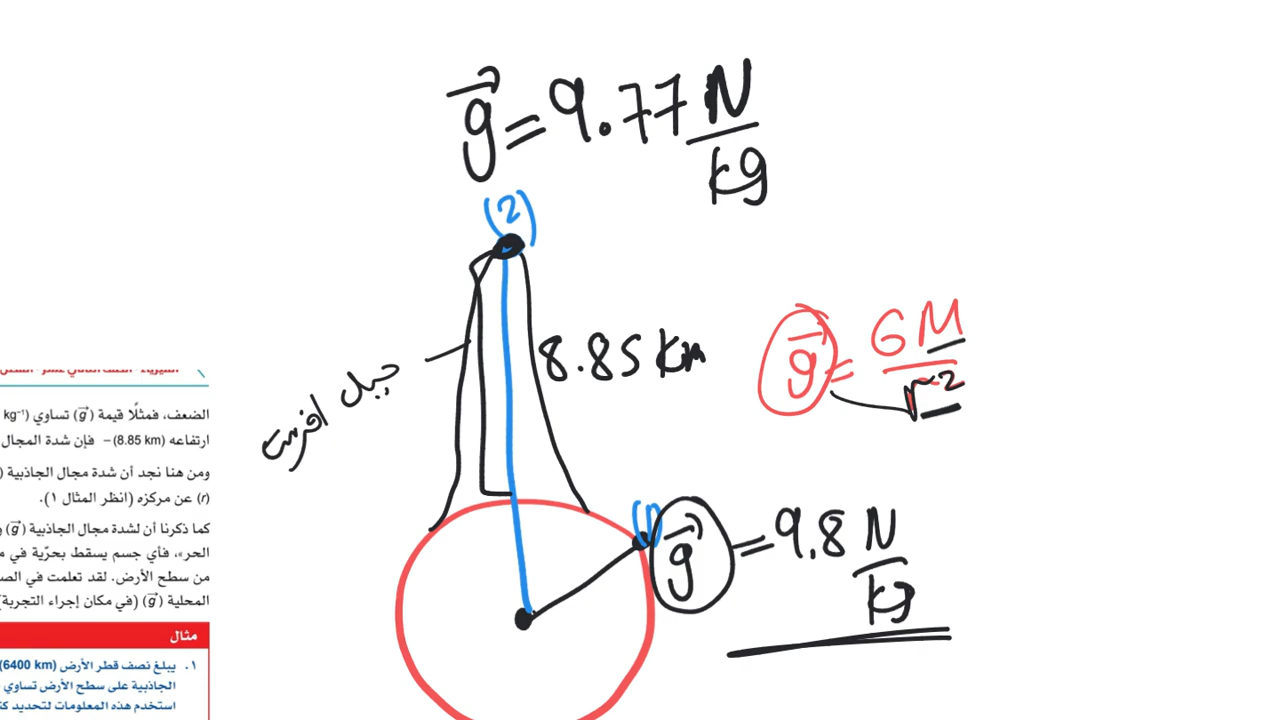 g = 9.77 N/kg
(2)
8.85 km
جبل افرست
g = GM/r²
(1)
g = 9.8 N/kg
الضعف، فمثلًا قيمة (g) تساوي (kg⁻¹
ارتفاعه (8.85 km) – فإن شدة المجال
ومن هنا نجد أن شدة مجال الجاذبية (
(r) عن مركزه (انظر المثال ١).
كما ذكرنا أن لشدة مجال الجاذبية (g) و
الحر»، فأي جسم يسقط بحرّية في م
من سطح الأرض. لقد تعلمت في الص
المحلية (g) (في مكان إجراء التجربة)
مثال
١. يبلغ نصف قطر الأرض (6400 km)
الجاذبية على سطح الأرض تساوي
استخدم هذه المعلومات لتحديد كت